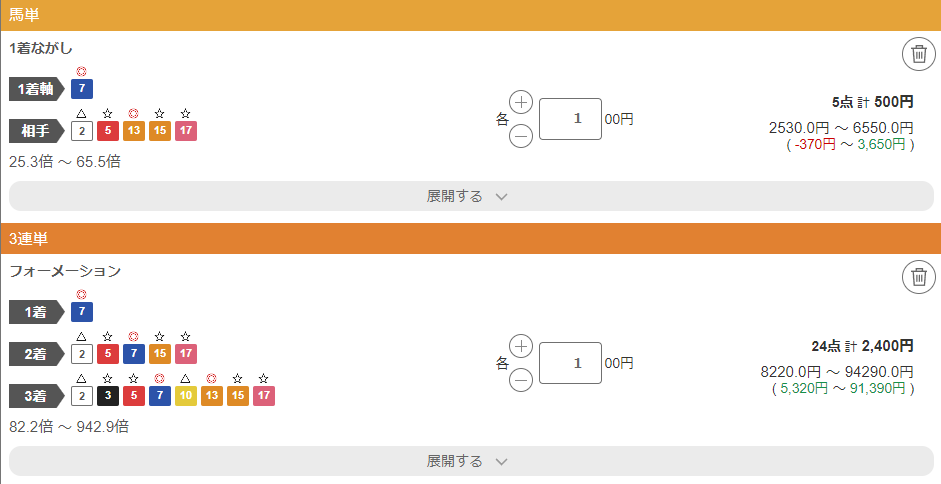 馬単
1着ながし
◎
1着軸 7
△ ☆ ◎ ☆ ☆
相手 2 5 13 15 17
25.3倍 ～ 65.5倍
各 1 00円
5点 計 500円
2530.0円 ～ 6550.0円
( -370円 ～ 3,650円 )
展開する
3連単
フォーメーション
◎
1着 7
△ ☆ ◎ ☆ ☆
2着 2 5 7 15 17
△ ☆ ☆ ◎ △ ◎ ☆ ☆
3着 2 3 5 7 10 13 15 17
82.2倍 ～ 942.9倍
各 1 00円
24点 計 2,400円
8220.0円 ～ 94290.0円
( 5,320円 ～ 91,390円 )
展開する